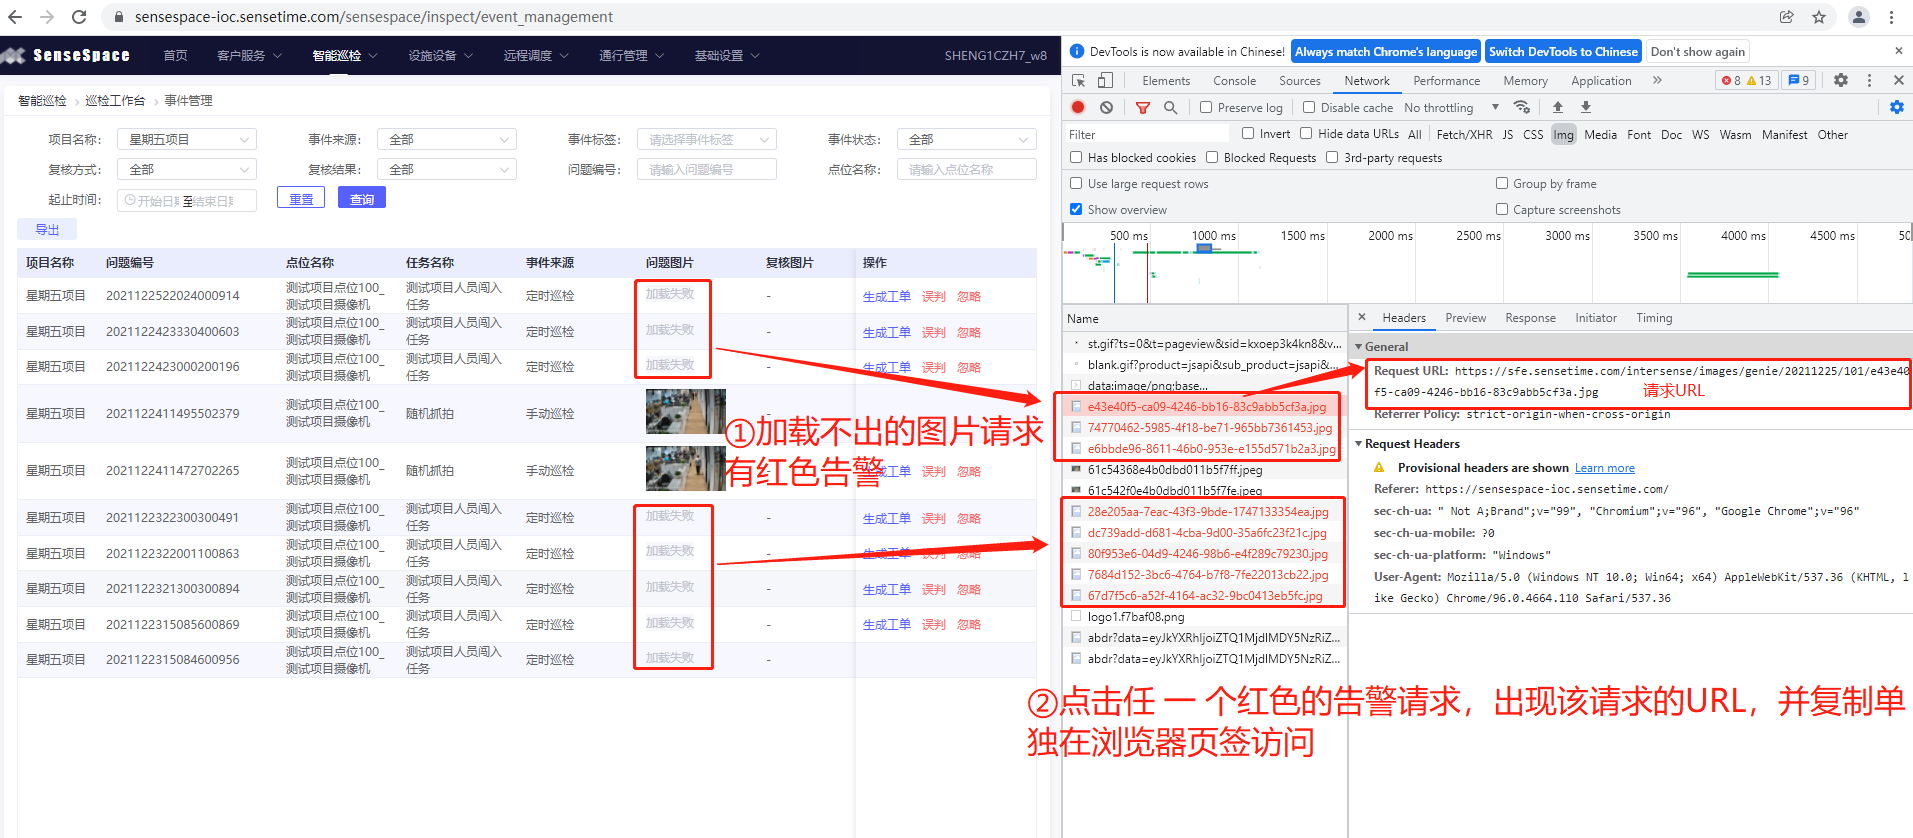 sensespace-ioc.sensetime.com/sensespace/inspect/event_management
SenseSpace 首页 客户服务 智能巡检 设施设备 远程调度 通行管理 基础设置 SHENG1CZH7_w8
智能巡检 › 巡检工作台 › 事件管理
项目名称： 星期五项目 事件来源： 全部 事件标签： 请选择事件标签 事件状态： 全部
复核方式： 全部 复核结果： 全部 问题编号： 请输入问题编号 点位名称： 请输入点位名称
起止时间： 开始日期 至 结束日期 重置 查询
导出
项目名称 问题编号 点位名称 任务名称 事件来源 问题图片 复核图片 操作
星期五项目 2021122522024000914 测试项目点位100_测试项目摄像机 测试项目人员闯入任务 定时巡检 加载失败 - 生成工单 误判 忽略
星期五项目 2021122423330400603 测试项目点位100_测试项目摄像机 测试项目人员闯入任务 定时巡检 加载失败 - 生成工单 误判 忽略
星期五项目 2021122423000200196 测试项目点位100_测试项目摄像机 测试项目人员闯入任务 定时巡检 加载失败 - 生成工单 误判 忽略
星期五项目 2021122411495502379 测试项目点位100_测试项目摄像机 随机抓拍 手动巡检
星期五项目 2021122411472702265 测试项目点位100_测试项目摄像机 随机抓拍 手动巡检 误判 忽略
星期五项目 2021122322300300491 测试项目点位100_测试项目摄像机 测试项目人员闯入任务 定时巡检 加载失败 - 生成工单 误判 忽略
星期五项目 2021122322001100863 测试项目点位100_测试项目摄像机 测试项目人员闯入任务 定时巡检 加载失败 - 生成工单 误判 忽略
星期五项目 2021122321300300894 测试项目点位100_测试项目摄像机 测试项目人员闯入任务 定时巡检 加载失败 - 生成工单 误判 忽略
星期五项目 2021122315085600869 测试项目点位100_测试项目摄像机 测试项目人员闯入任务 定时巡检 加载失败 - 生成工单 误判 忽略
星期五项目 2021122315084600956 测试项目点位100_测试项目摄像机 测试项目人员闯入任务 定时巡检 加载失败 -
①加载不出的图片请求
有红色告警
DevTools is now available in Chinese! Always match Chrome's language Switch DevTools to Chinese Don't show again
Elements Console Sources Network Performance Memory Application » 8 13 9
Preserve log Disable cache No throttling
Filter Invert Hide data URLs All Fetch/XHR JS CSS Img Media Font Doc WS Wasm Manifest Other
Has blocked cookies Blocked Requests 3rd-party requests
Use large request rows Group by frame
Show overview Capture screenshots
500 ms 1000 ms 1500 ms 2000 ms 2500 ms 3000 ms 3500 ms 4000 ms 4500 ms 50
Name
st.gif?ts=0&t=pageview&sid=kxoep3k4kn8&v...
blank.gif?product=jsapi&sub_product=jsapi&...
data:image/png;base...
e43e40f5-ca09-4246-bb16-83c9abb5cf3a.jpg
74770462-5985-4f18-be71-965bb7361453.jpg
e6bbde96-8611-46b0-953e-e155d571b2a3.jpg
61c54368e4b0dbd011b5f7ff.jpeg
61c542f0e4b0dbd011b5f7fe.jpeg
28e205aa-7eac-43f3-9bde-1747133354ea.jpg
dc739add-d681-4cba-9d00-35a6fc23f21c.jpg
80f953e6-04d9-4246-98b6-e4f289c79230.jpg
7684d152-3bc6-4764-b7f8-7fe22013cb22.jpg
67d7f5c6-a52f-4164-ac32-9bc0413eb5fc.jpg
logo1.f7baf08.png
abdr?data=eyJkYXRhIjoiZTQ1MjdlMDY5NzRiZ...
abdr?data=eyJkYXRhIjoiZTQ1MjdlMDY5NzRiZ...
Headers Preview Response Initiator Timing
General
Request URL: https://sfe.sensetime.com/intersense/images/genie/20211225/101/e43e40
f5-ca09-4246-bb16-83c9abb5cf3a.jpg 请求URL
Referrer Policy: strict-origin-when-cross-origin
Request Headers
Provisional headers are shown Learn more
Referer: https://sensespace-ioc.sensetime.com/
sec-ch-ua: " Not A;Brand";v="99", "Chromium";v="96", "Google Chrome";v="96"
sec-ch-ua-mobile: ?0
sec-ch-ua-platform: "Windows"
User-Agent: Mozilla/5.0 (Windows NT 10.0; Win64; x64) AppleWebKit/537.36 (KHTML, l
ike Gecko) Chrome/96.0.4664.110 Safari/537.36
②点击任 一 个红色的告警请求，出现该请求的URL，并复制单
独在浏览器页签访问